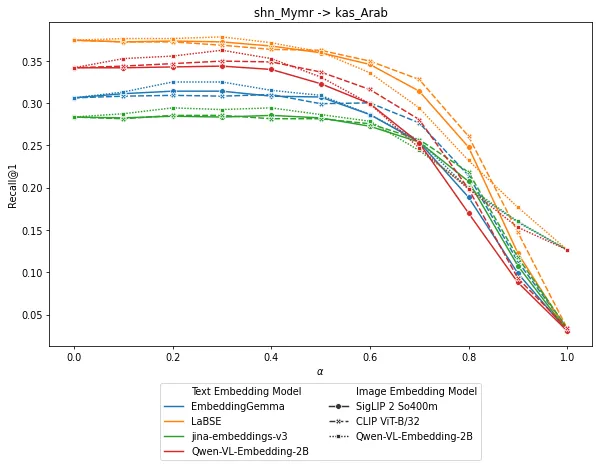 shn_Mymr -> kas_Arab
Recall@1
0.35
0.30
0.25
0.20
0.15
0.10
0.05
0.0 0.2 0.4 0.6 0.8 1.0
α
Text Embedding Model Image Embedding Model
EmbeddingGemma SigLIP 2 So400m
LaBSE CLIP ViT-B/32
jina-embeddings-v3 Qwen-VL-Embedding-2B
Qwen-VL-Embedding-2B